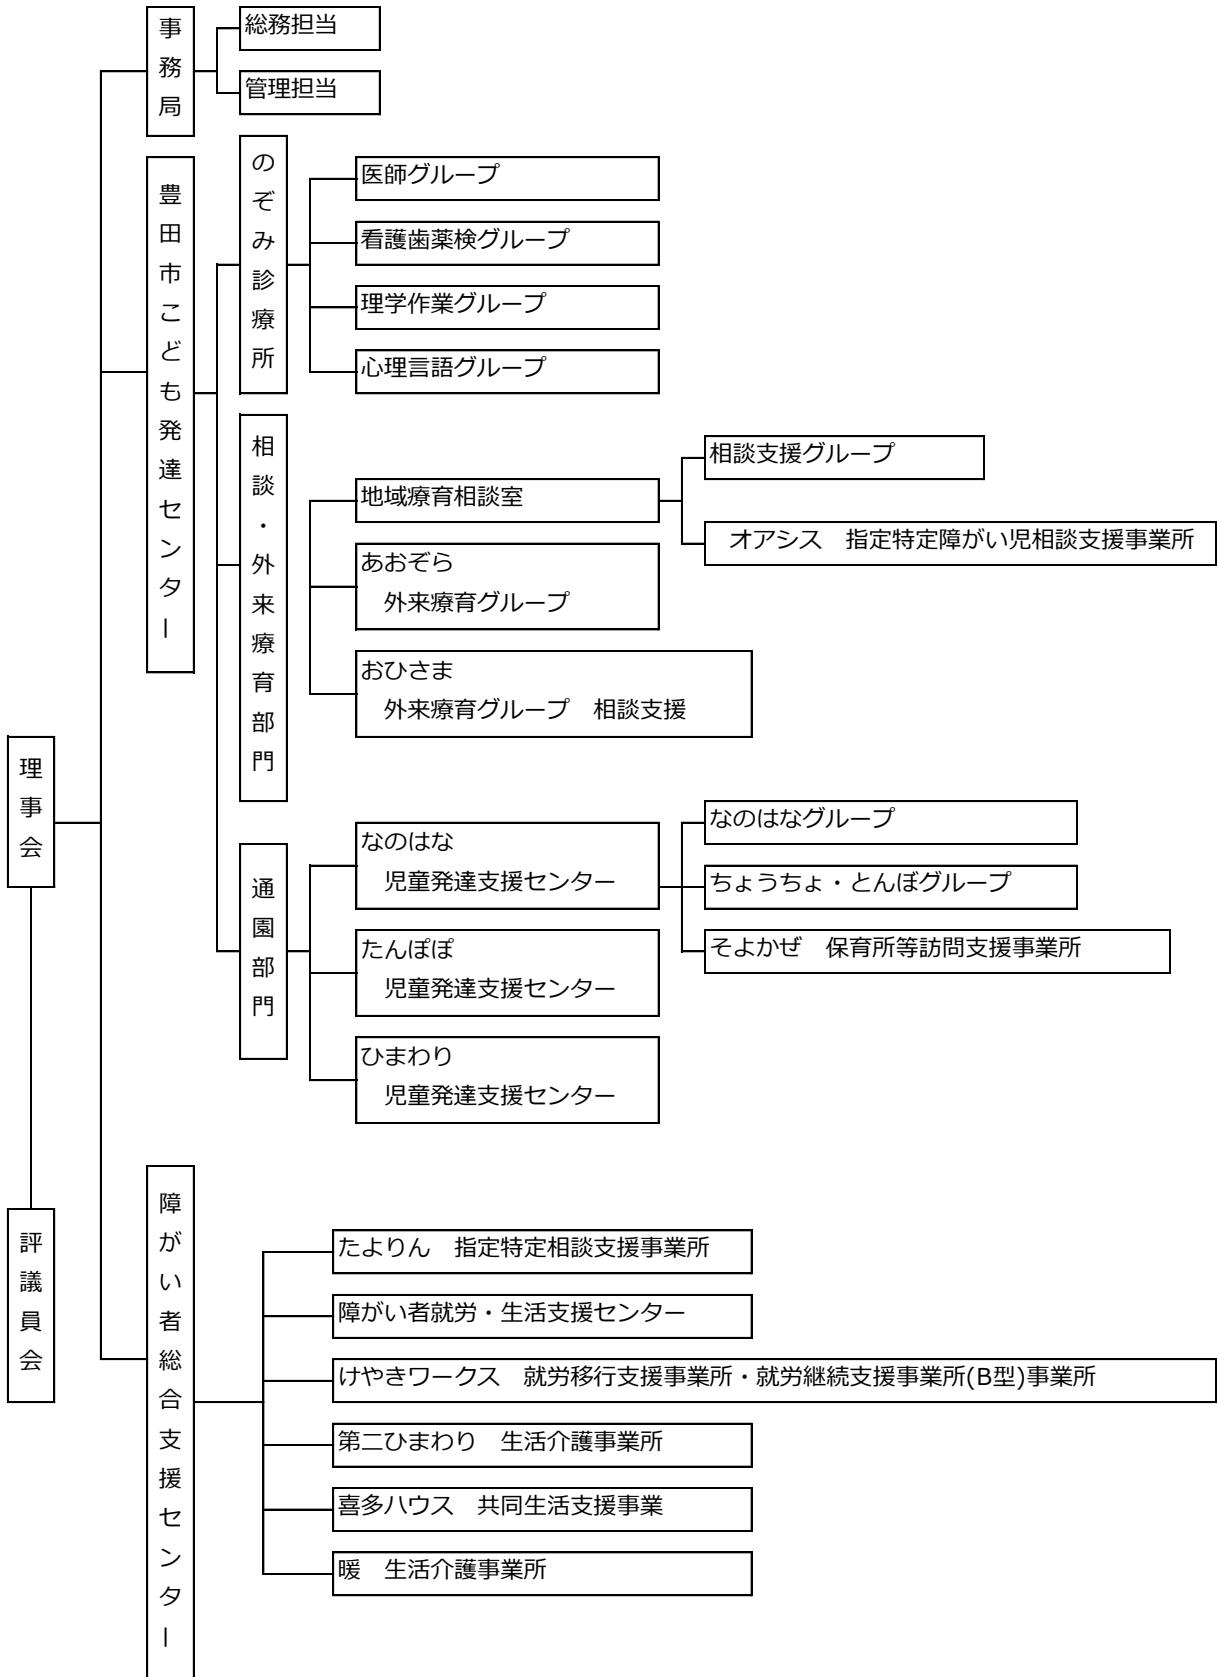 理事会
評議員会
事務局
総務担当
管理担当
豊田市こども発達センター
のぞみ診療所
医師グループ
看護歯薬検グループ
理学作業グループ
心理言語グループ
相談・外来療育部門
地域療育相談室
相談支援グループ
オアシス　指定特定障がい児相談支援事業所
あおぞら
外来療育グループ
おひさま
外来療育グループ　相談支援
通園部門
なのはな
児童発達支援センター
なのはなグループ
ちょうちょ・とんぼグループ
そよかぜ　保育所等訪問支援事業所
たんぽぽ
児童発達支援センター
ひまわり
児童発達支援センター
障がい者総合支援センター
たよりん　指定特定相談支援事業所
障がい者就労・生活支援センター
けやきワークス　就労移行支援事業所・就労継続支援事業所(B型)事業所
第二ひまわり　生活介護事業所
喜多ハウス　共同生活支援事業
暖　生活介護事業所